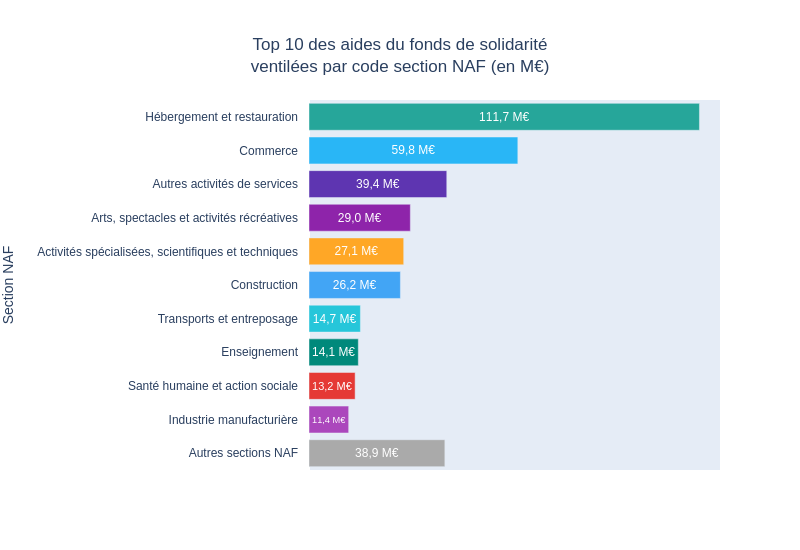 Top 10 des aides du fonds de solidarité
ventilées par code section NAF (en M€)
Section NAF
Hébergement et restauration 111,7 M€
Commerce 59,8 M€
Autres activités de services 39,4 M€
Arts, spectacles et activités récréatives 29,0 M€
Activités spécialisées, scientifiques et techniques 27,1 M€
Construction 26,2 M€
Transports et entreposage 14,7 M€
Enseignement 14,1 M€
Santé humaine et action sociale 13,2 M€
Industrie manufacturière 11,4 M€
Autres sections NAF 38,9 M€